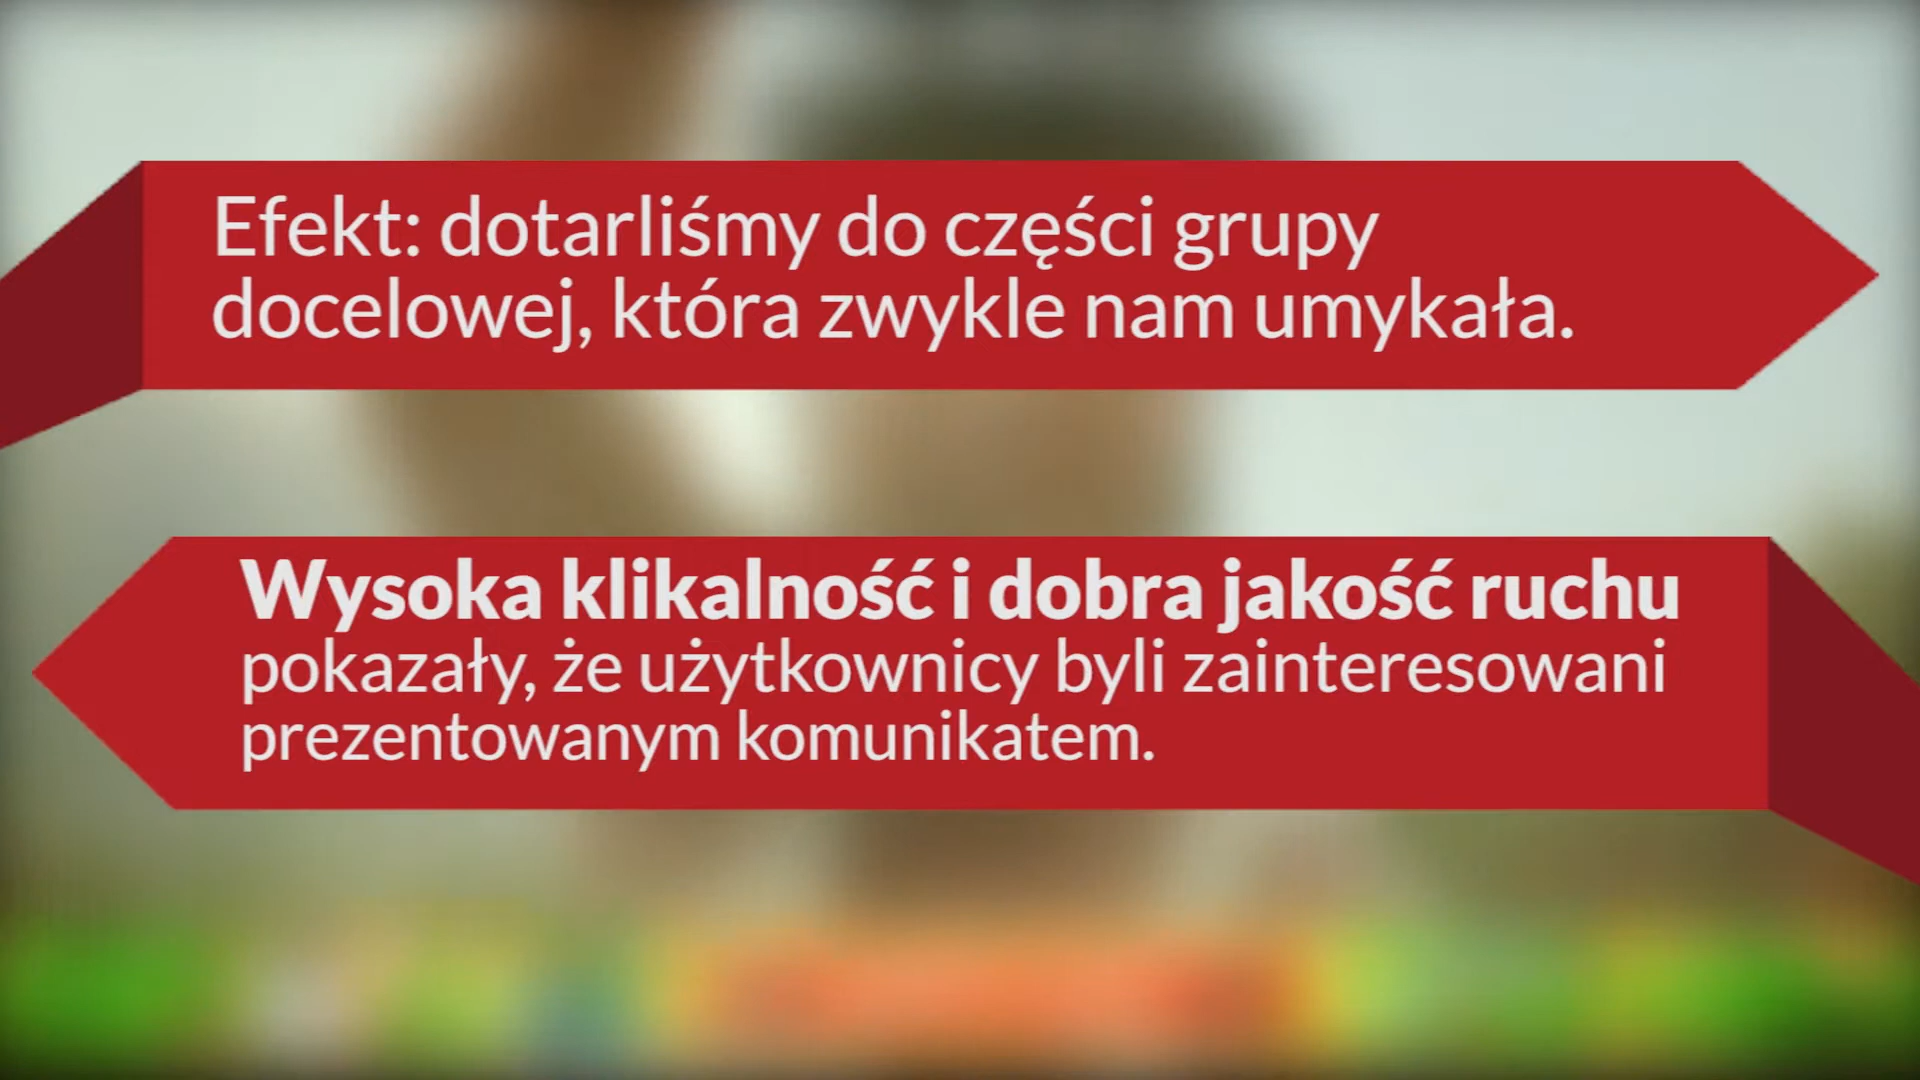 Efekt: dotarliśmy do części grupy
docelowej, która zwykle nam umykała.
Wysoka klikalność i dobra jakość ruchu
pokazały, że użytkownicy byli zainteresowani
prezentowanym komunikatem.